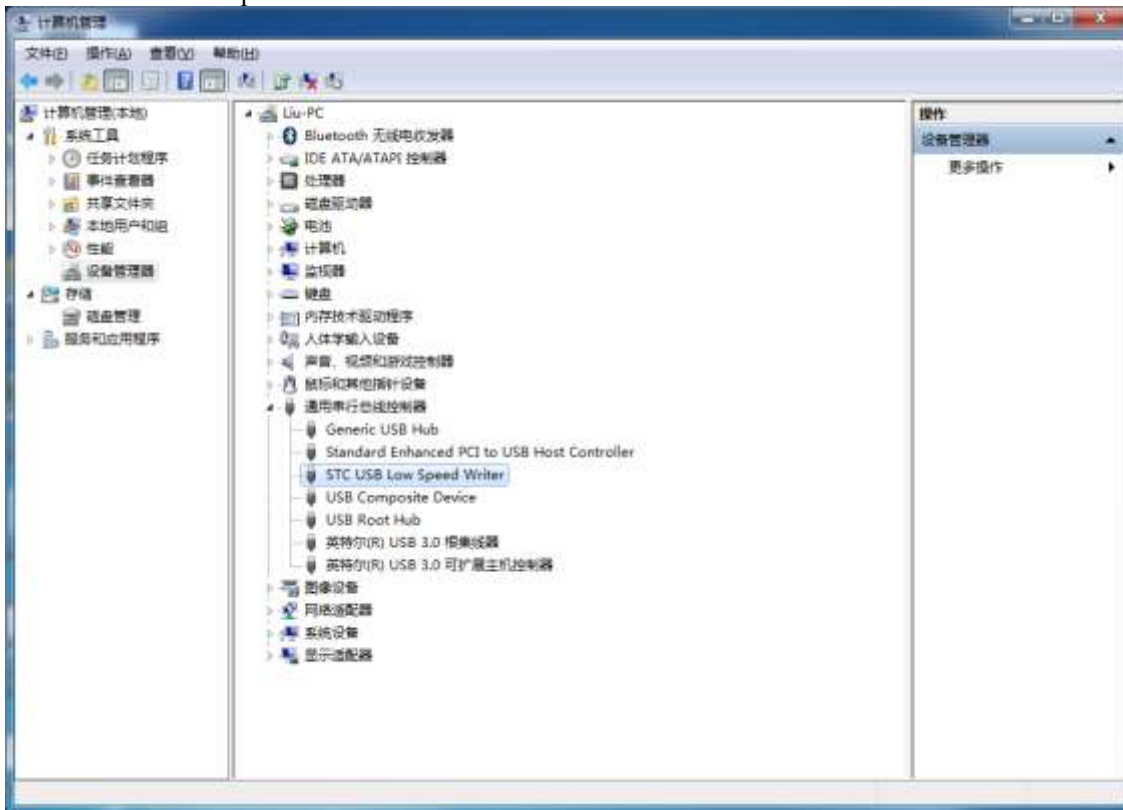 计算机管理
文件(F) 操作(A) 查看(V) 帮助(H)
计算机管理(本地)
系统工具
任务计划程序
事件查看器
共享文件夹
本地用户和组
性能
设备管理器
存储
磁盘管理
服务和应用程序
Liu-PC
Bluetooth 无线电收发器
IDE ATA/ATAPI 控制器
处理器
磁盘驱动器
电池
计算机
监视器
键盘
内存技术驱动程序
人体学输入设备
声音、视频和游戏控制器
鼠标和其他指针设备
通用串行总线控制器
Generic USB Hub
Standard Enhanced PCI to USB Host Controller
STC USB Low Speed Writer
USB Composite Device
USB Root Hub
英特尔(R) USB 3.0 根集线器
英特尔(R) USB 3.0 可扩展主机控制器
图像设备
网络适配器
系统设备
显示适配器
操作
设备管理器
更多操作